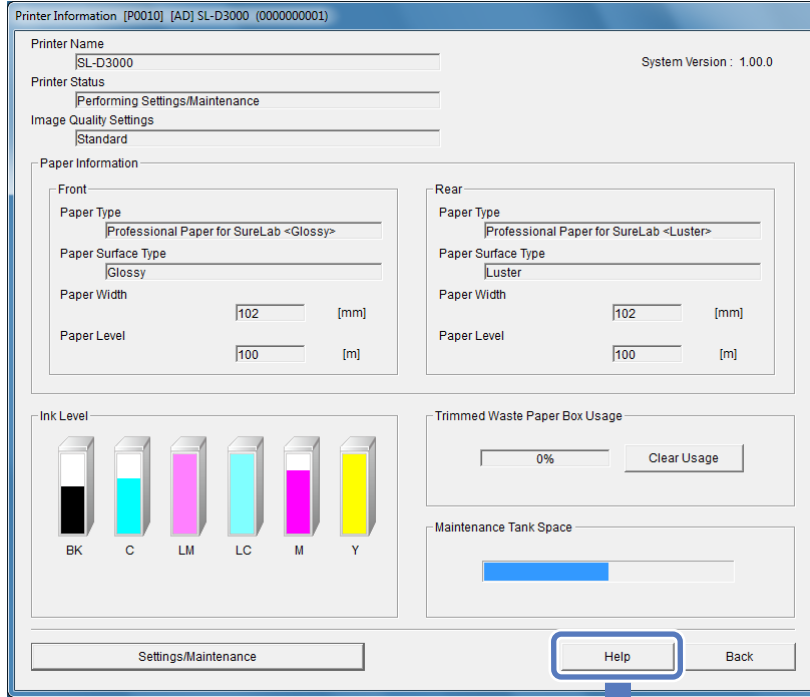 Printer Information [P0010] [AD] SL-D3000 (0000000001)
Printer Name
SL-D3000
System Version : 1.00.0
Printer Status
Performing Settings/Maintenance
Image Quality Settings
Standard
Paper Information
Front
Paper Type
Professional Paper for SureLab <Glossy>
Paper Surface Type
Glossy
Paper Width
102 [mm]
Paper Level
100 [m]
Rear
Paper Type
Professional Paper for SureLab <Luster>
Paper Surface Type
Luster
Paper Width
102 [mm]
Paper Level
100 [m]
Ink Level
BK C LM LC M Y
Trimmed Waste Paper Box Usage
0% Clear Usage
Maintenance Tank Space
Settings/Maintenance Help Back